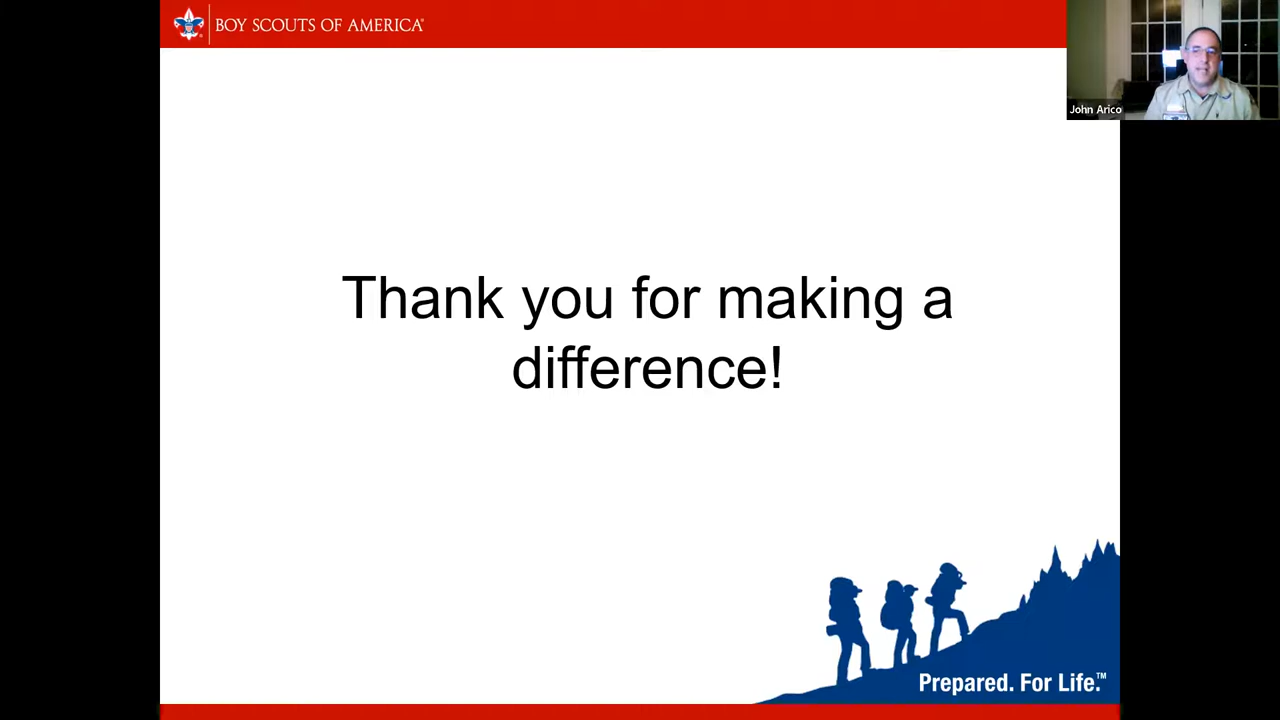 BOY SCOUTS OF AMERICA®
John Arico
Thank you for making a
difference!
Prepared. For Life.™